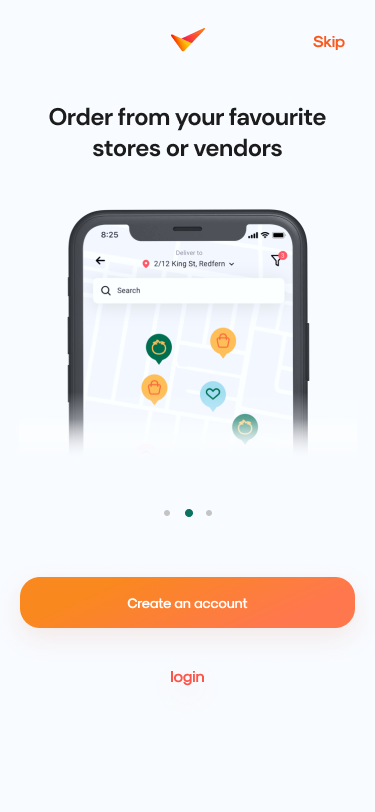 Skip
Order from your favourite
stores or vendors
8:25
Deliver to
2/12 King St, Redfern
Search
Create an account
login